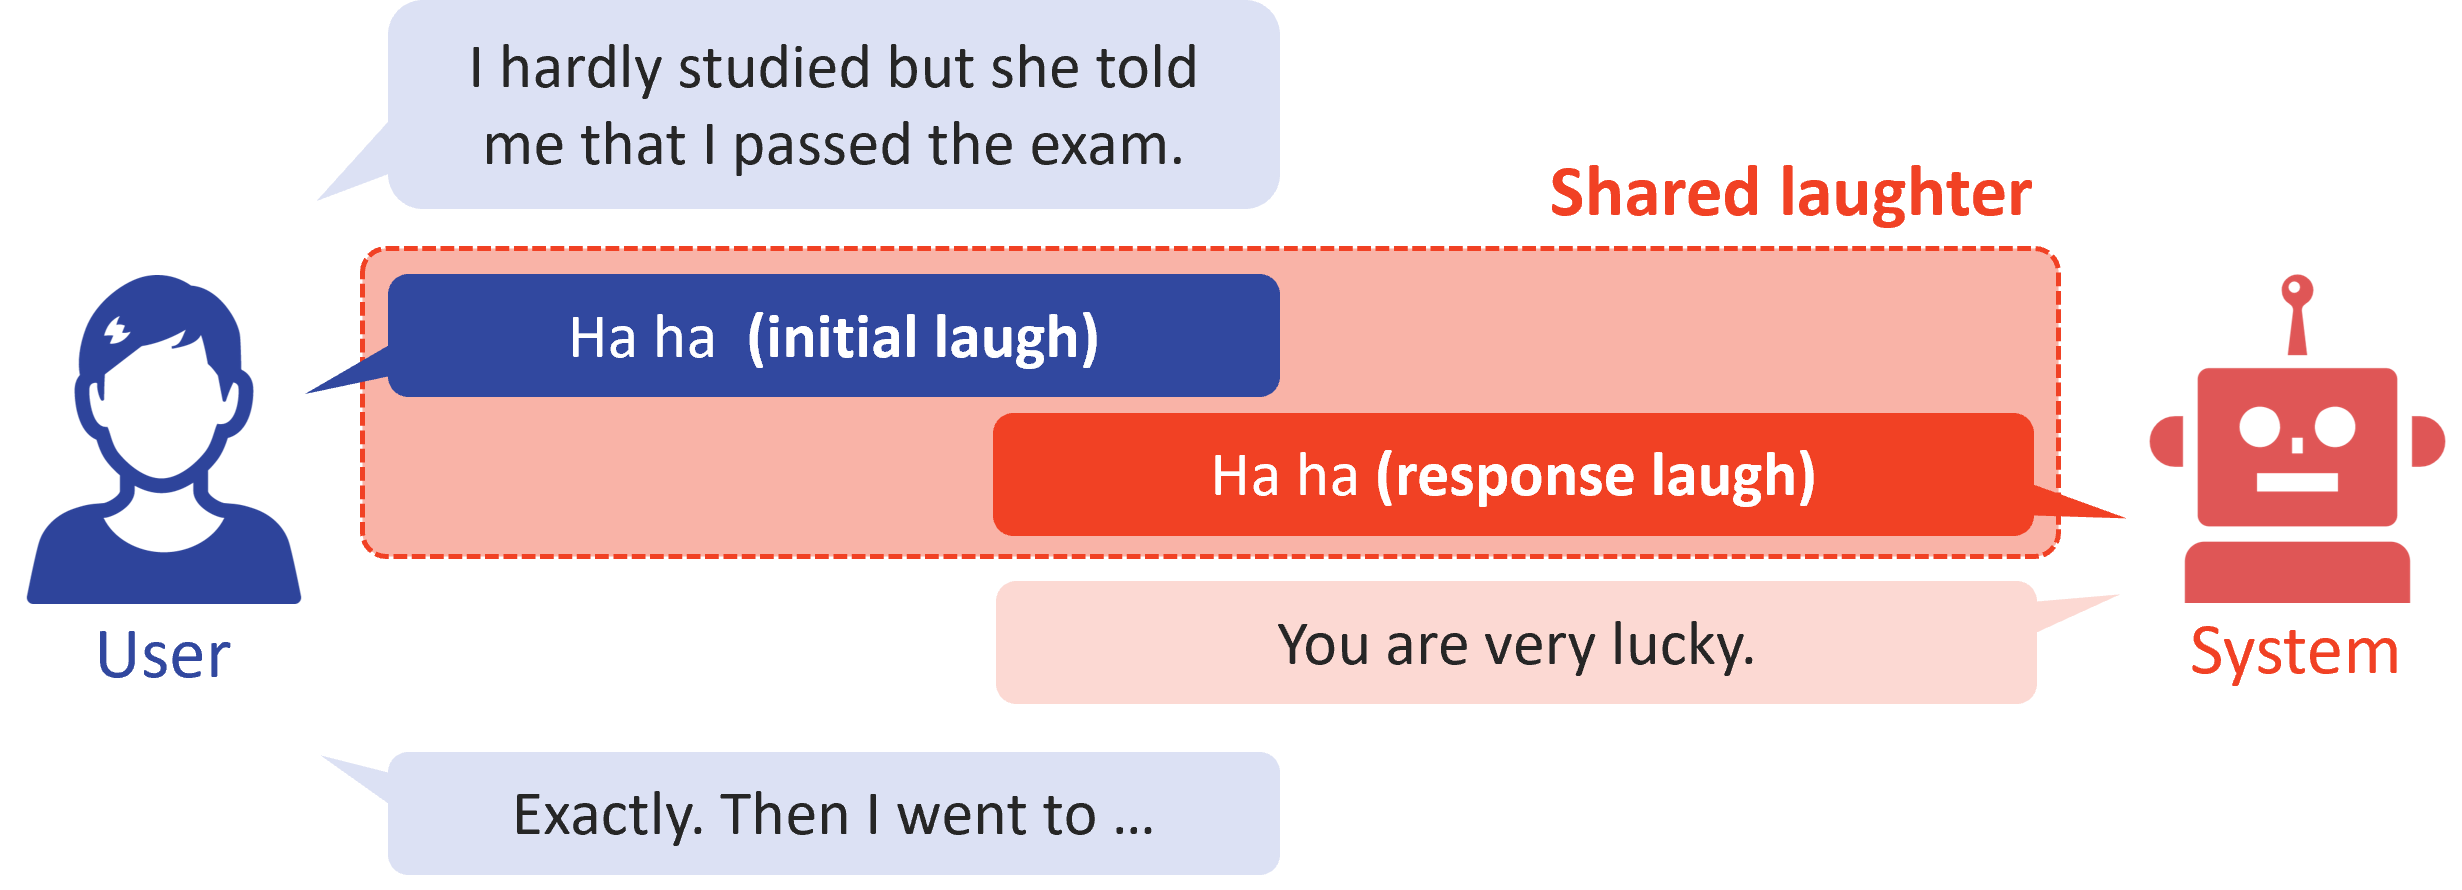 I hardly studied but she told
me that I passed the exam.
Shared laughter
Ha ha (initial laugh)
Ha ha (response laugh)
You are very lucky.
User
System
Exactly. Then I went to ...